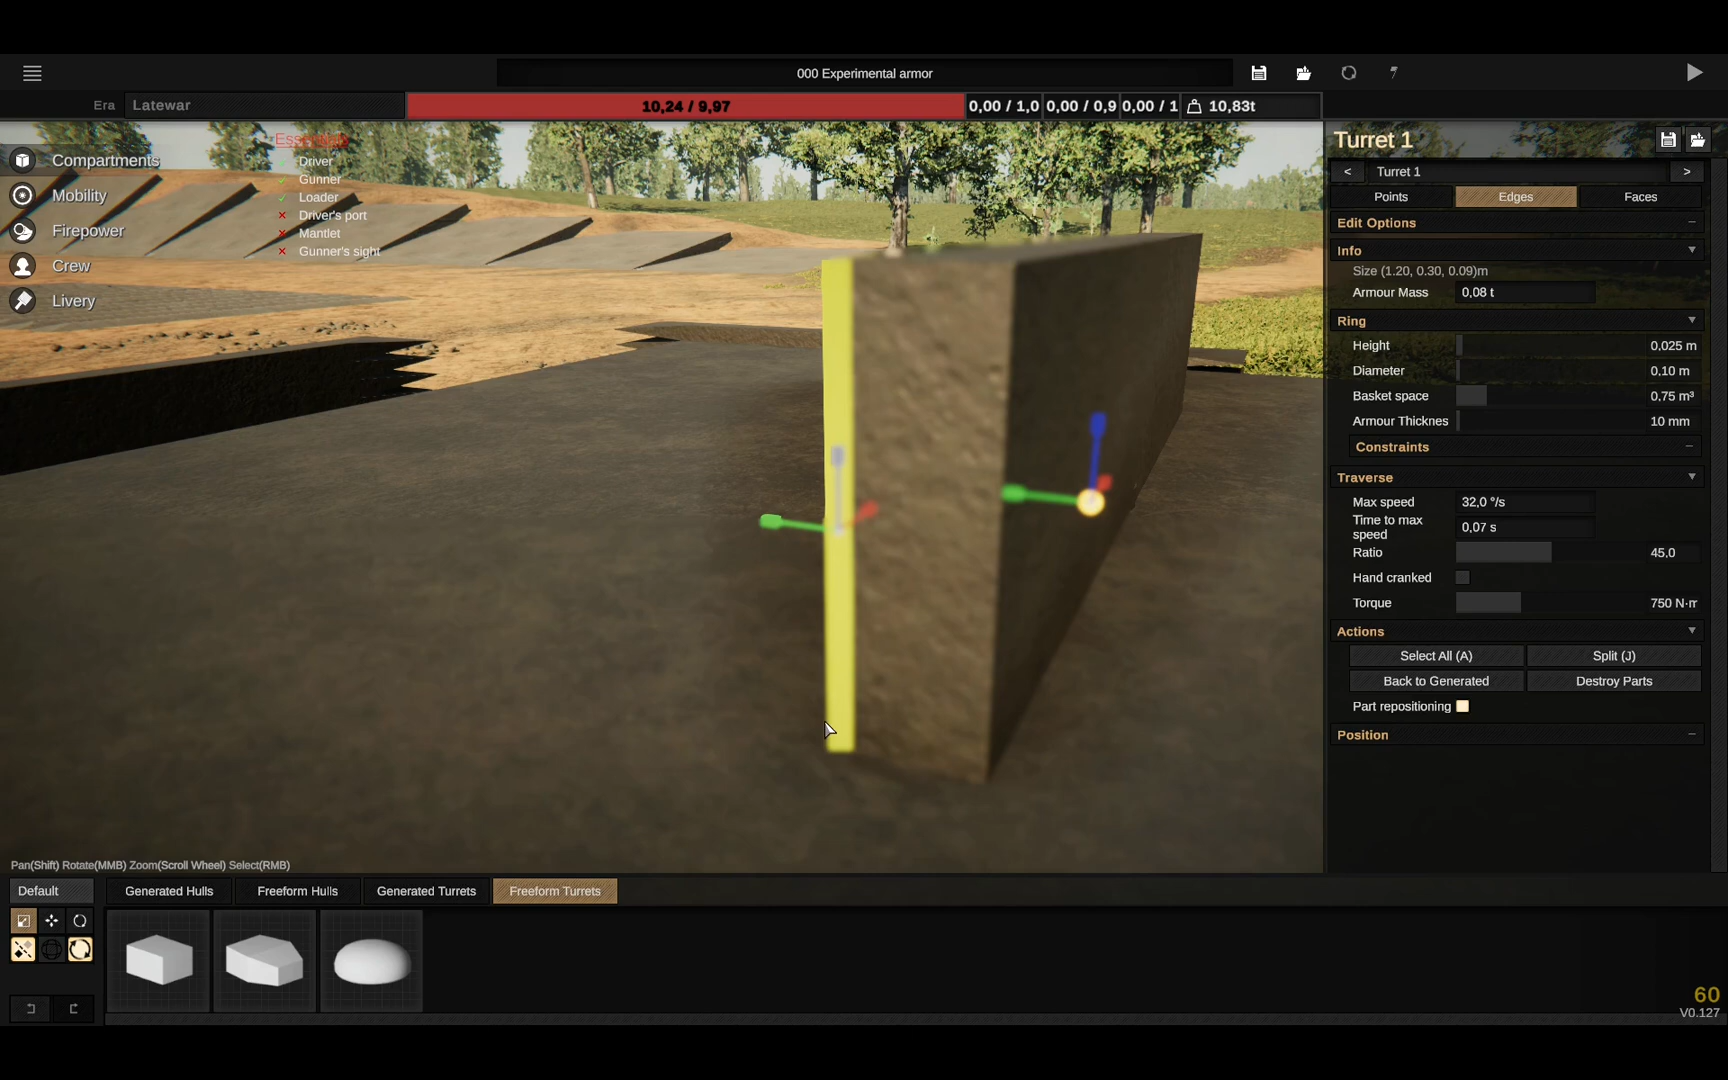 000 Experimental armor
Era
Latewar
10,24 / 9,97
0,00 / 1,0
0,00 / 0,9
0,00 / 1
10,83t
Compartments
Mobility
Firepower
Crew
Livery
Essentials
Driver
Gunner
Loader
Driver's port
Mantlet
Gunner's sight
Turret 1
<
Turret 1
>
Points
Edges
Faces
Edit Options
Info
Size (1.20, 0.30, 0.09)m
Armour Mass
0,08 t
Ring
Height
0,025 m
Diameter
0,10 m
Basket space
0,75 m³
Armour Thicknes
10 mm
Constraints
Traverse
Max speed
32,0 °/s
Time to max
speed
0,07 s
Ratio
45,0
Hand cranked
Torque
750 N·m
Actions
Select All (A)
Split (J)
Back to Generated
Destroy Parts
Part repositioning
Position
Pan(Shift) Rotate(MMB) Zoom(Scroll Wheel) Select(RMB)
Default
Generated Hulls
Freeform Hulls
Generated Turrets
Freeform Turrets
60
V0.127